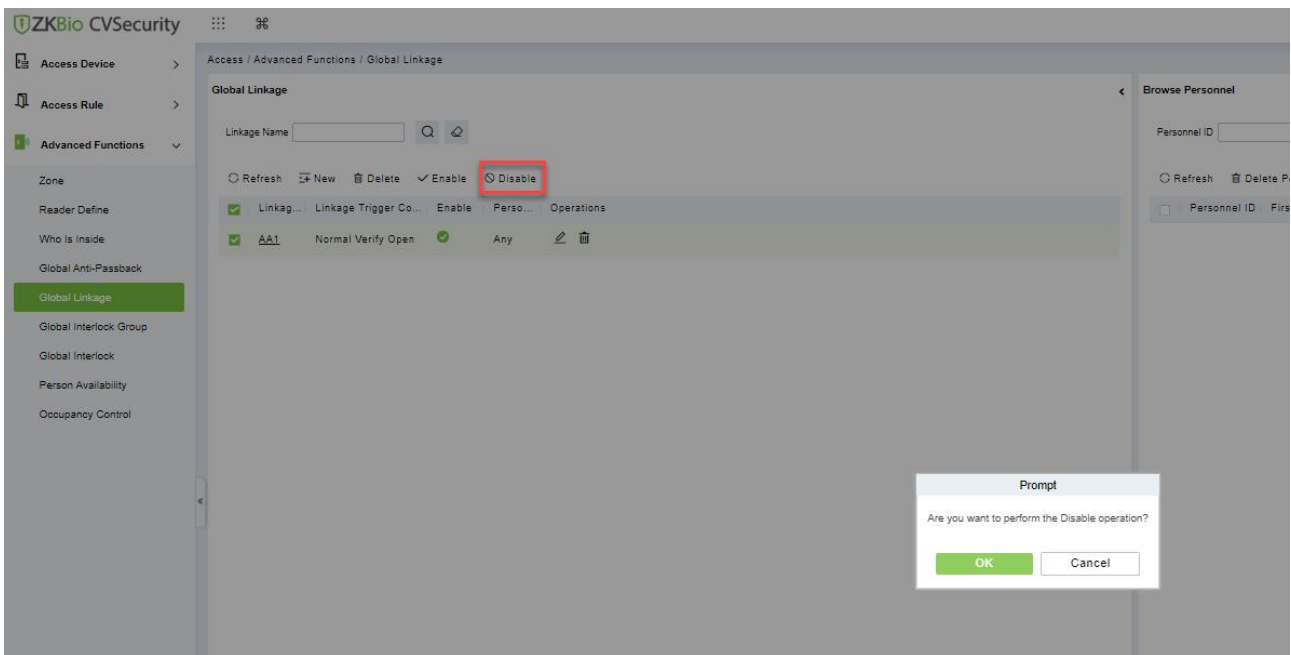 ZKBio CVSecurity
Access Device
Access Rule
Advanced Functions
Zone
Reader Define
Who Is Inside
Global Anti-Passback
Global Linkage
Global Interlock Group
Global Interlock
Person Availability
Occupancy Control
Access / Advanced Functions / Global Linkage
Global Linkage
Linkage Name
Refresh New Delete Enable Disable
Linkag... Linkage Trigger Co... Enable Perso... Operations
AA1 Normal Verify Open Any
Browse Personnel
Personnel ID
Refresh Delete Pe
Personnel ID Firs
Prompt
Are you want to perform the Disable operation?
OK Cancel